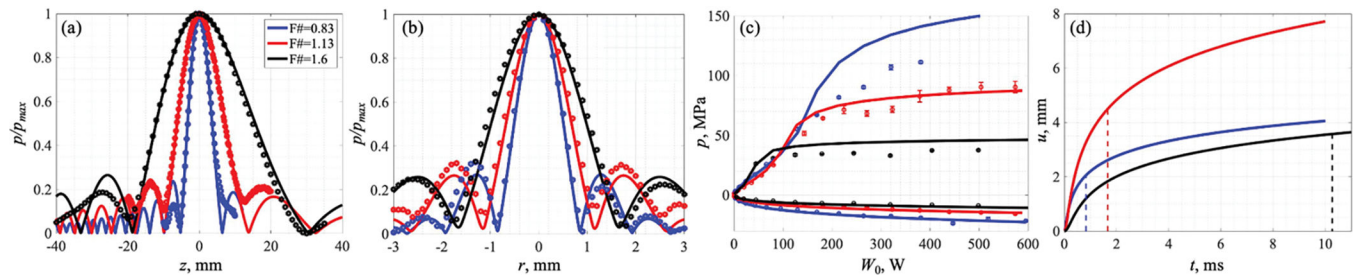 (a)
F#=0.83
F#=1.13
F#=1.6
p/p_max
1
0.8
0.6
0.4
0.2
0
-40 -20 0 20 40
z, mm
(b)
p/p_max
1
0.8
0.6
0.4
0.2
0
-3 -2 -1 0 1 2 3
r, mm
(c)
p, MPa
150
100
50
0
0 100 200 300 400 500 600
W₀, W
(d)
u, mm
8
6
4
2
0
0 2 4 6 8 10
t, ms